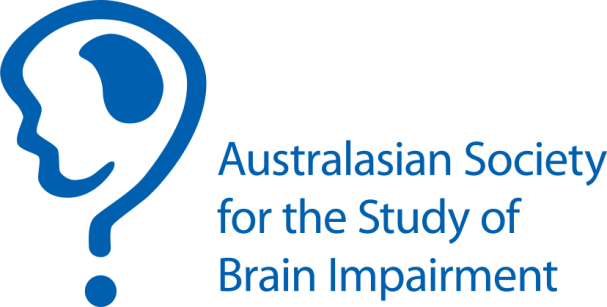 Australasian Society
for the Study of
Brain Impairment